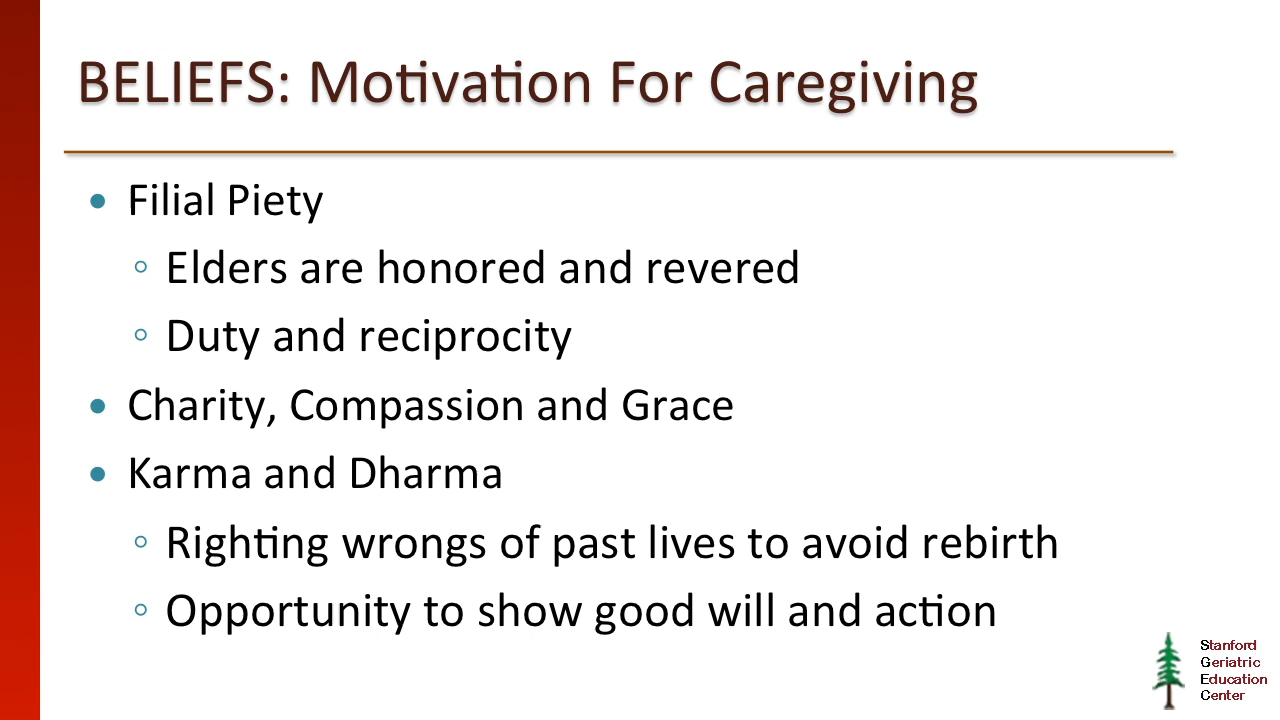 BELIEFS: Motivation For Caregiving
• Filial Piety
◦ Elders are honored and revered
◦ Duty and reciprocity
• Charity, Compassion and Grace
• Karma and Dharma
◦ Righting wrongs of past lives to avoid rebirth
◦ Opportunity to show good will and action
Stanford
Geriatric
Education
Center